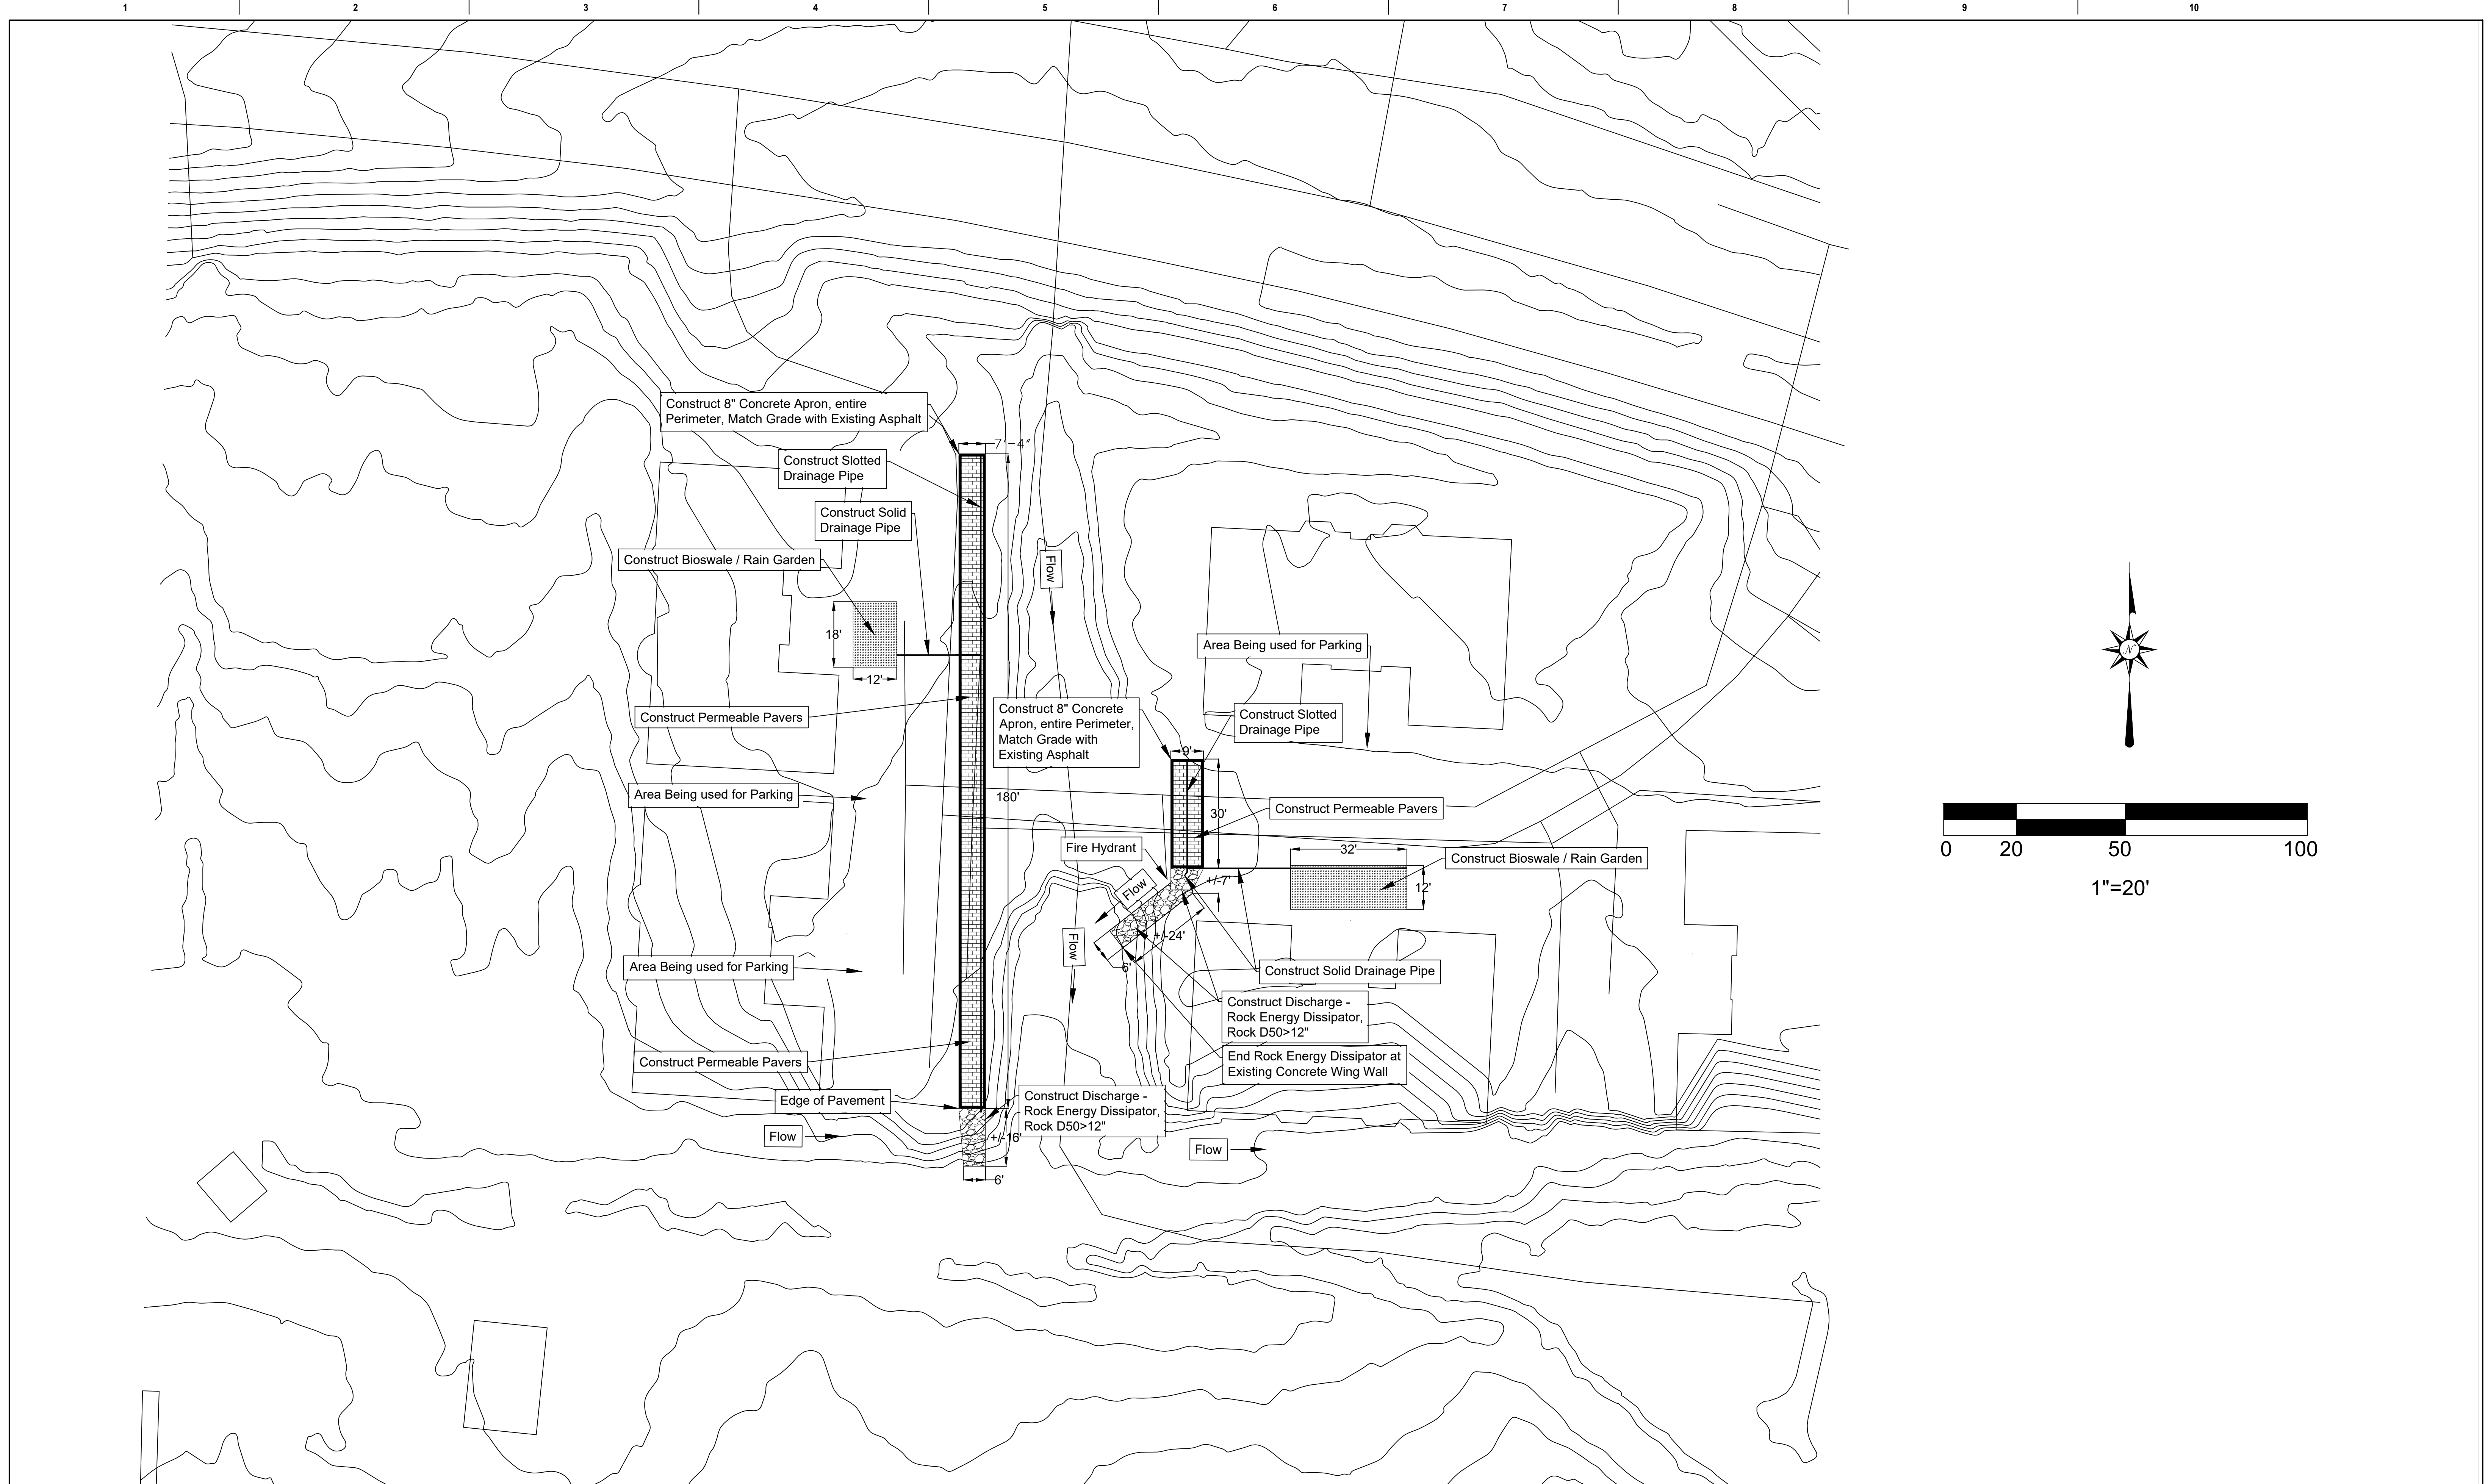 1 2 3 4 5 6 7 8 9 10
Construct 8" Concrete Apron, entire
Perimeter, Match Grade with Existing Asphalt
7'-4"
Construct Slotted
Drainage Pipe
Construct Solid
Drainage Pipe
Construct Bioswale / Rain Garden
Flow
18'
12'
Area Being used for Parking
N
Construct Permeable Pavers
Construct 8" Concrete
Apron, entire Perimeter,
Match Grade with
Existing Asphalt
Construct Slotted
Drainage Pipe
9'
Area Being used for Parking
180'
30'
Construct Permeable Pavers
Fire Hydrant
32'
Construct Bioswale / Rain Garden
0 20 50 100
1"=20'
Flow
+/-7'
12'
Flow
+/-24'
6'
Area Being used for Parking
Construct Solid Drainage Pipe
Construct Discharge -
Rock Energy Dissipator,
Rock D50>12"
Construct Permeable Pavers
End Rock Energy Dissipator at
Existing Concrete Wing Wall
Edge of Pavement
Construct Discharge -
Rock Energy Dissipator,
Rock D50>12"
Flow
+/-16'
Flow
6'